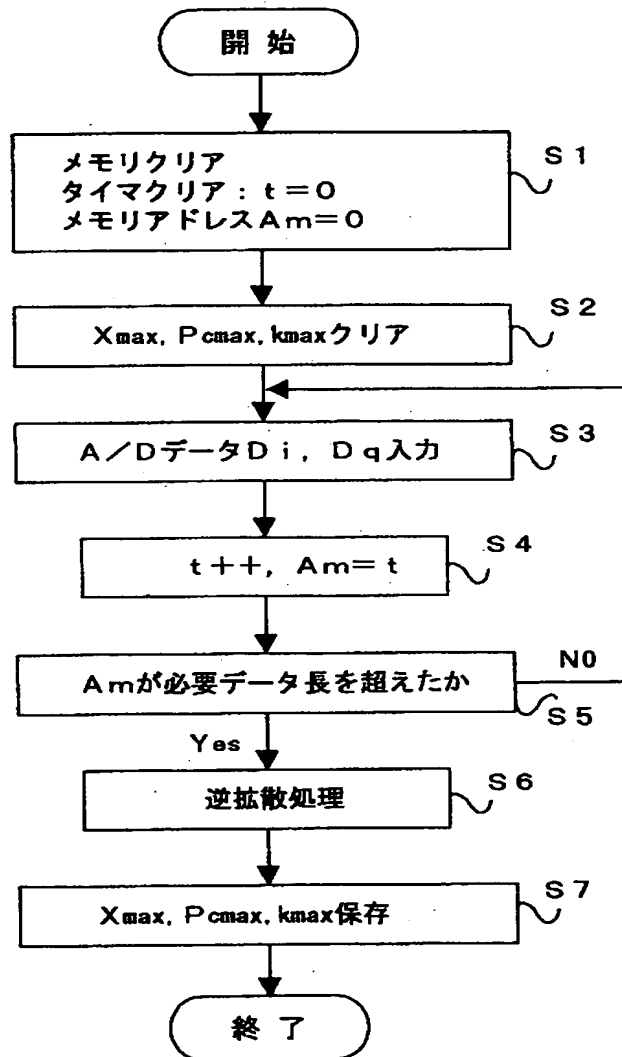 開始
メモリクリア
タイマクリア：t＝0
メモリアドレスAm＝0
S1
Xmax, Pcmax, kmaxクリア
S2
A／DデータDi, Dq入力
S3
t＋＋, Am＝t
S4
Amが必要データ長を超えたか
NO
S5
Yes
逆拡散処理
S6
Xmax, Pcmax, kmax保存
S7
終了